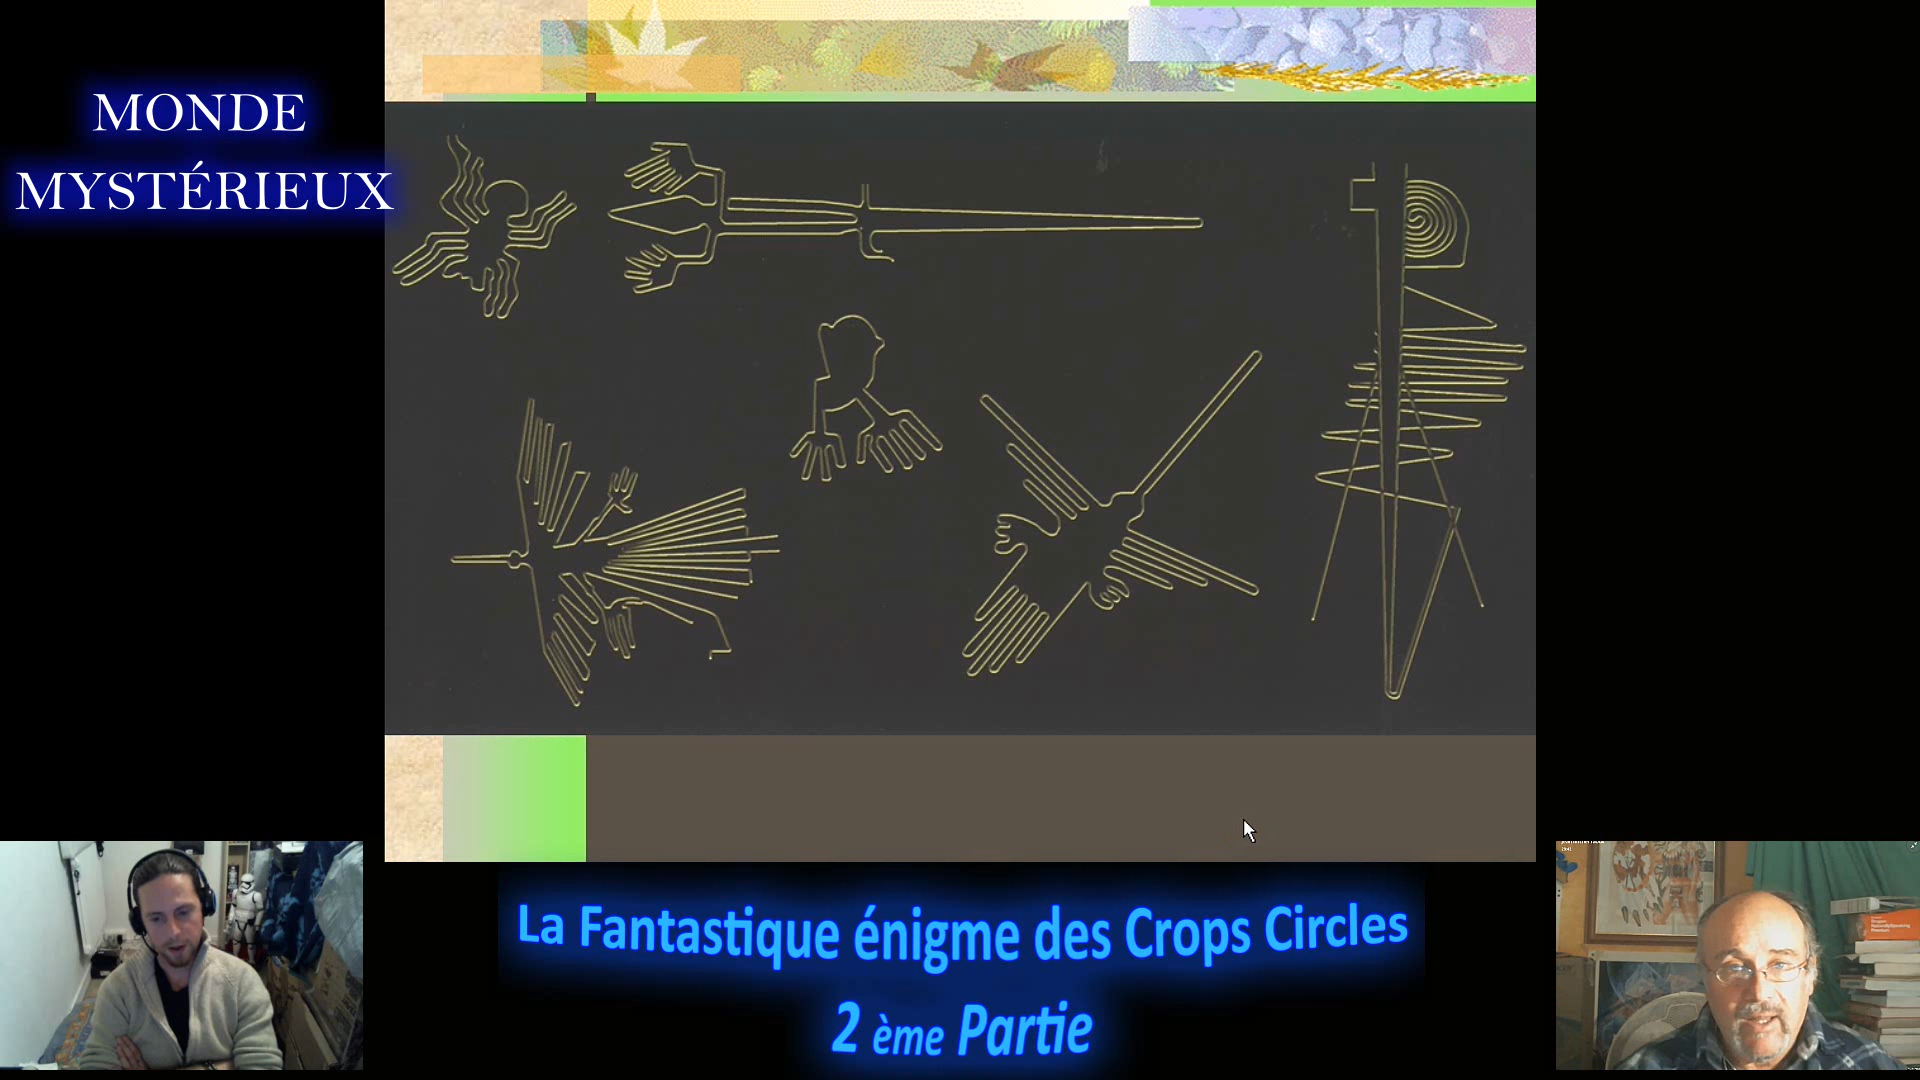 MONDE
MYSTÉRIEUX
La Fantastique énigme des Crops Circles
2 ème Partie